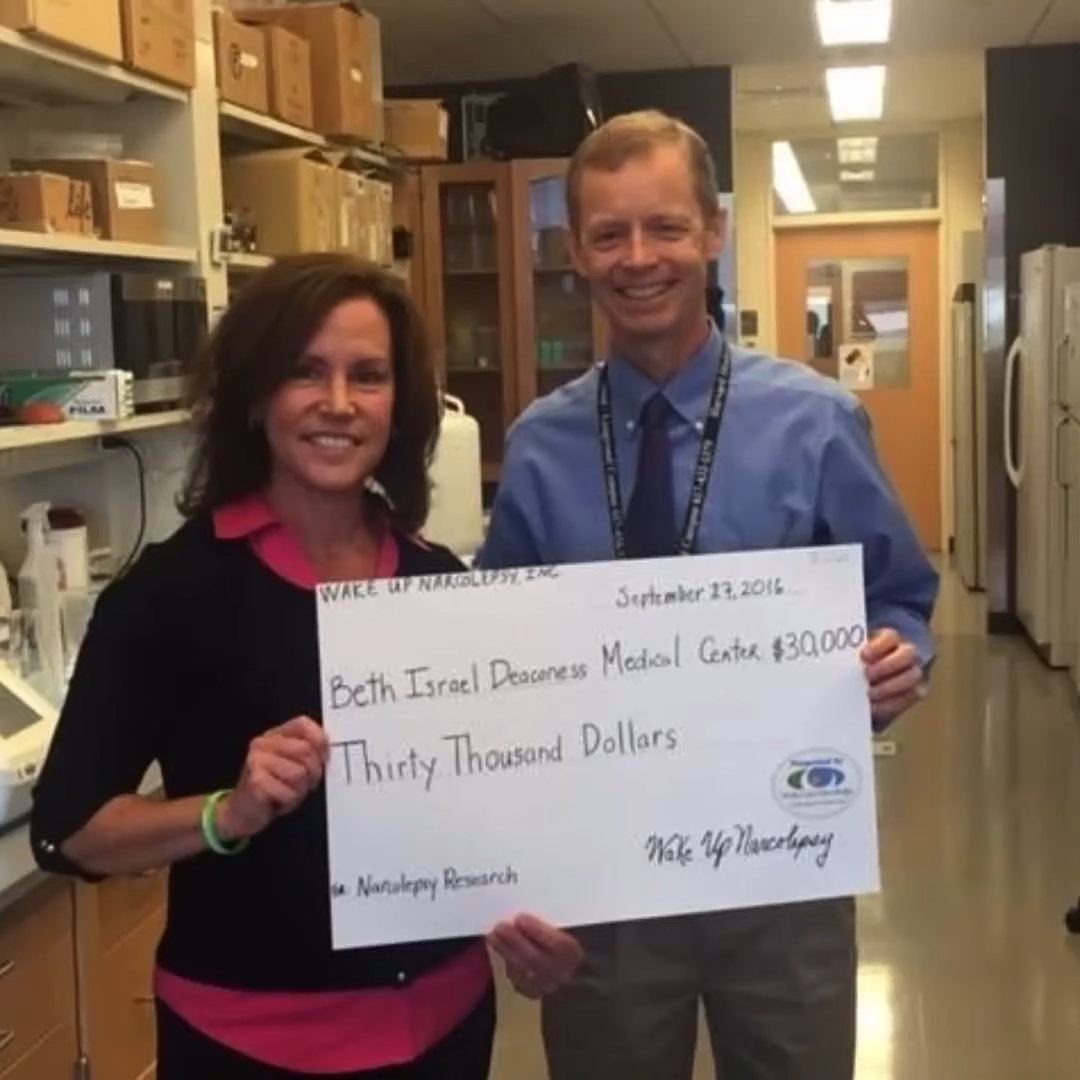 WAKE UP NARCOLEPSY, INC
September 27, 2016
Beth Israel Deaconess Medical Center $30,000
Thirty Thousand Dollars
Wake Up Narcolepsy
Narcolepsy Research